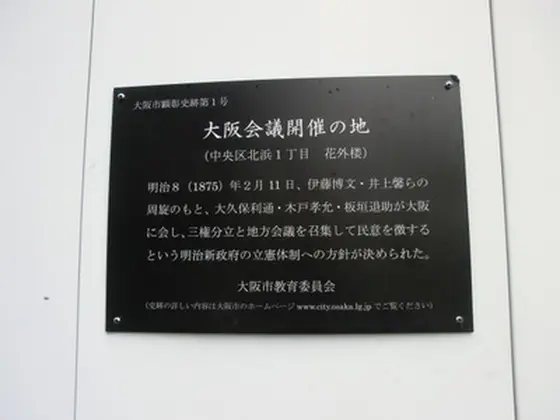 大阪市顕彰史跡第1号
大阪会議開催の地
(中央区北浜1丁目 花外楼)
明治8(1875)年2月11日、伊藤博文・井上馨らの
周旋のもと、大久保利通・木戸孝允・板垣退助が大阪
に会し、三権分立と地方会議を召集して民意を徴する
という明治新政府の立憲体制への方針が決められた。
大阪市教育委員会
(史跡の詳しい内容は大阪市のホームページ www.city.osaka.lg.jp でご覧ください)